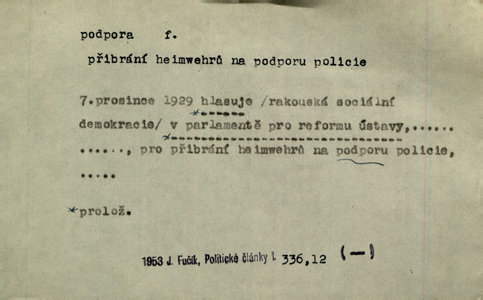 podpora f.
přibrání heimwehrů na podporu policie
7.prosince 1929 hlasuje /rakouská sociální
demokracie/ v parlamentě pro reformu ústavy,......
......, pro přibrání heimwehrů na podporu policie,
.....
*prolož.
1953 J. Fučík, Politické články I. 336,12 (—)